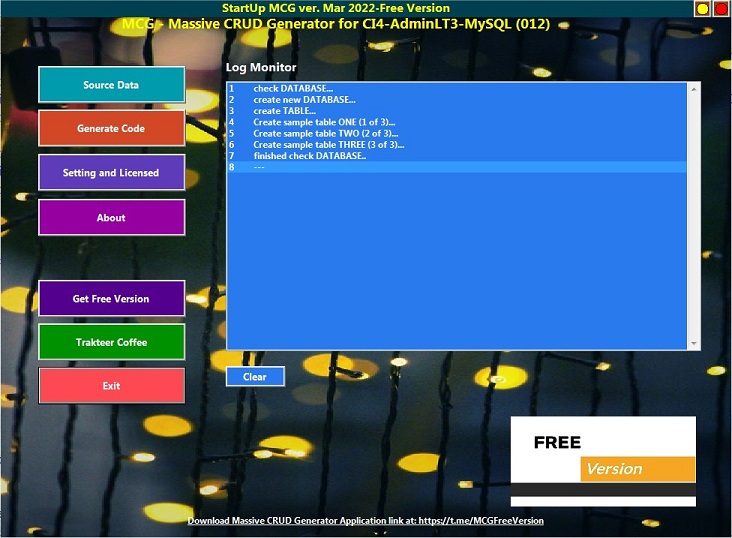 StartUp MCG ver. Mar 2022-Free Version
MCG - Massive CRUD Generator for CI4-AdminLT3-MySQL (012)
Source Data
Generate Code
Setting and Licensed
About
Get Free Version
Trakteer Coffee
Exit
Log Monitor
1 check DATABASE...
2 create new DATABASE...
3 create TABLE...
4 Create sample table ONE (1 of 3)...
5 Create sample table TWO (2 of 3)...
6 Create sample table THREE (3 of 3)...
7 finished check DATABASE..
8 ---
Clear
FREE
Version
Download Massive CRUD Generator Application link at: https://t.me/MCGFreeVersion